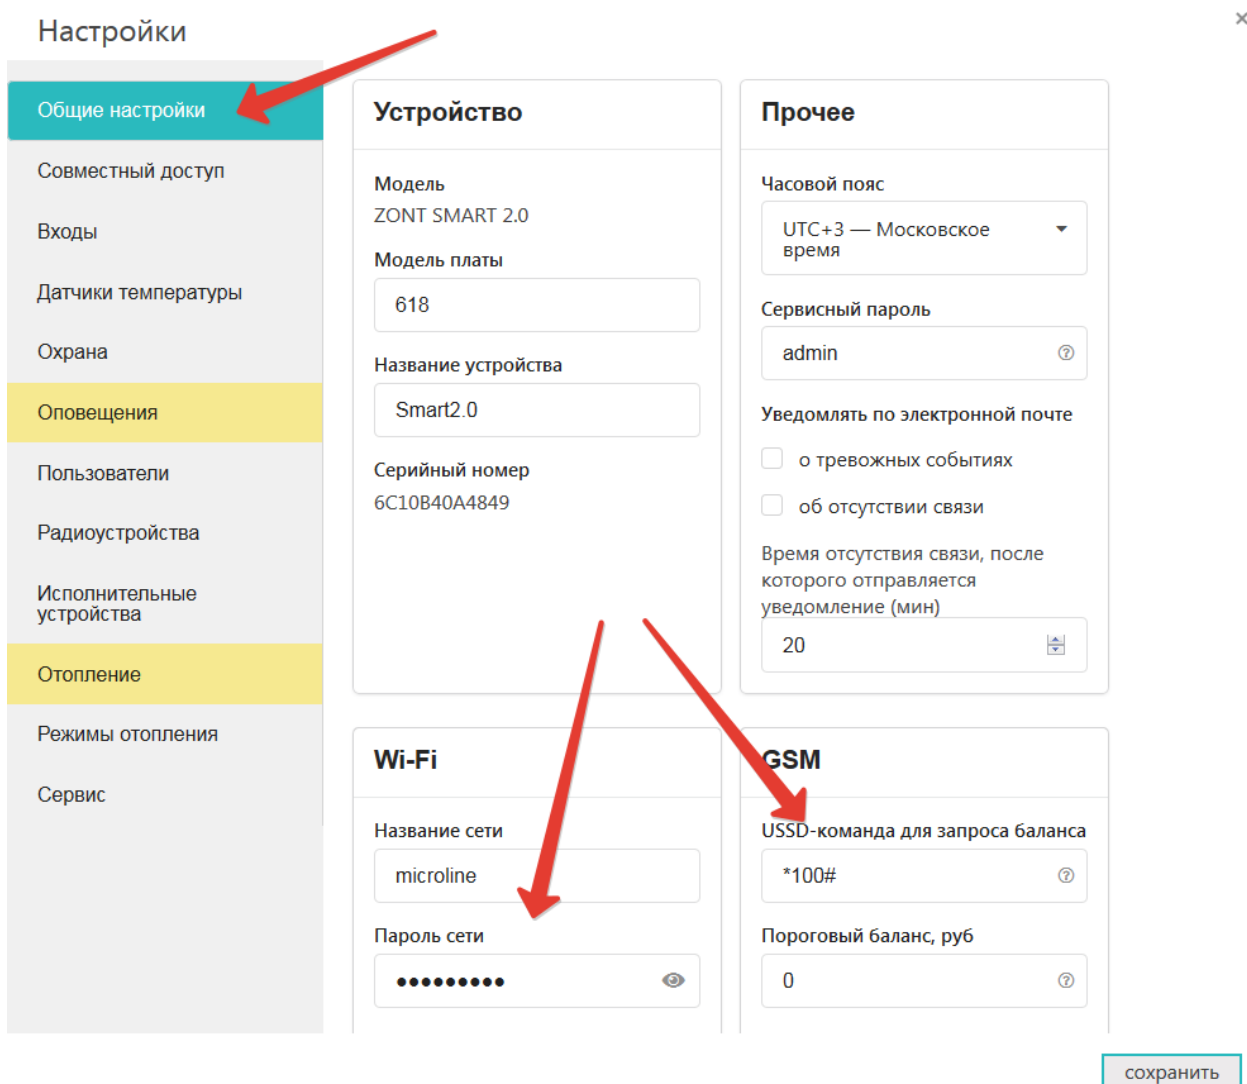 Настройки
×
Общие настройки
Совместный доступ
Входы
Датчики температуры
Охрана
Оповещения
Пользователи
Радиоустройства
Исполнительные
устройства
Отопление
Режимы отопления
Сервис
Устройство
Модель
ZONT SMART 2.0
Модель платы
618
Название устройства
Smart2.0
Серийный номер
6C10B40A4849
Прочее
Часовой пояс
UTC+3 — Московское
время
Сервисный пароль
admin
Уведомлять по электронной почте
о тревожных событиях
об отсутствии связи
Время отсутствия связи, после
которого отправляется
уведомление (мин)
20
Wi-Fi
Название сети
microline
Пароль сети
•••••••••
GSM
USSD-команда для запроса баланса
*100#
Пороговый баланс, руб
0
сохранить